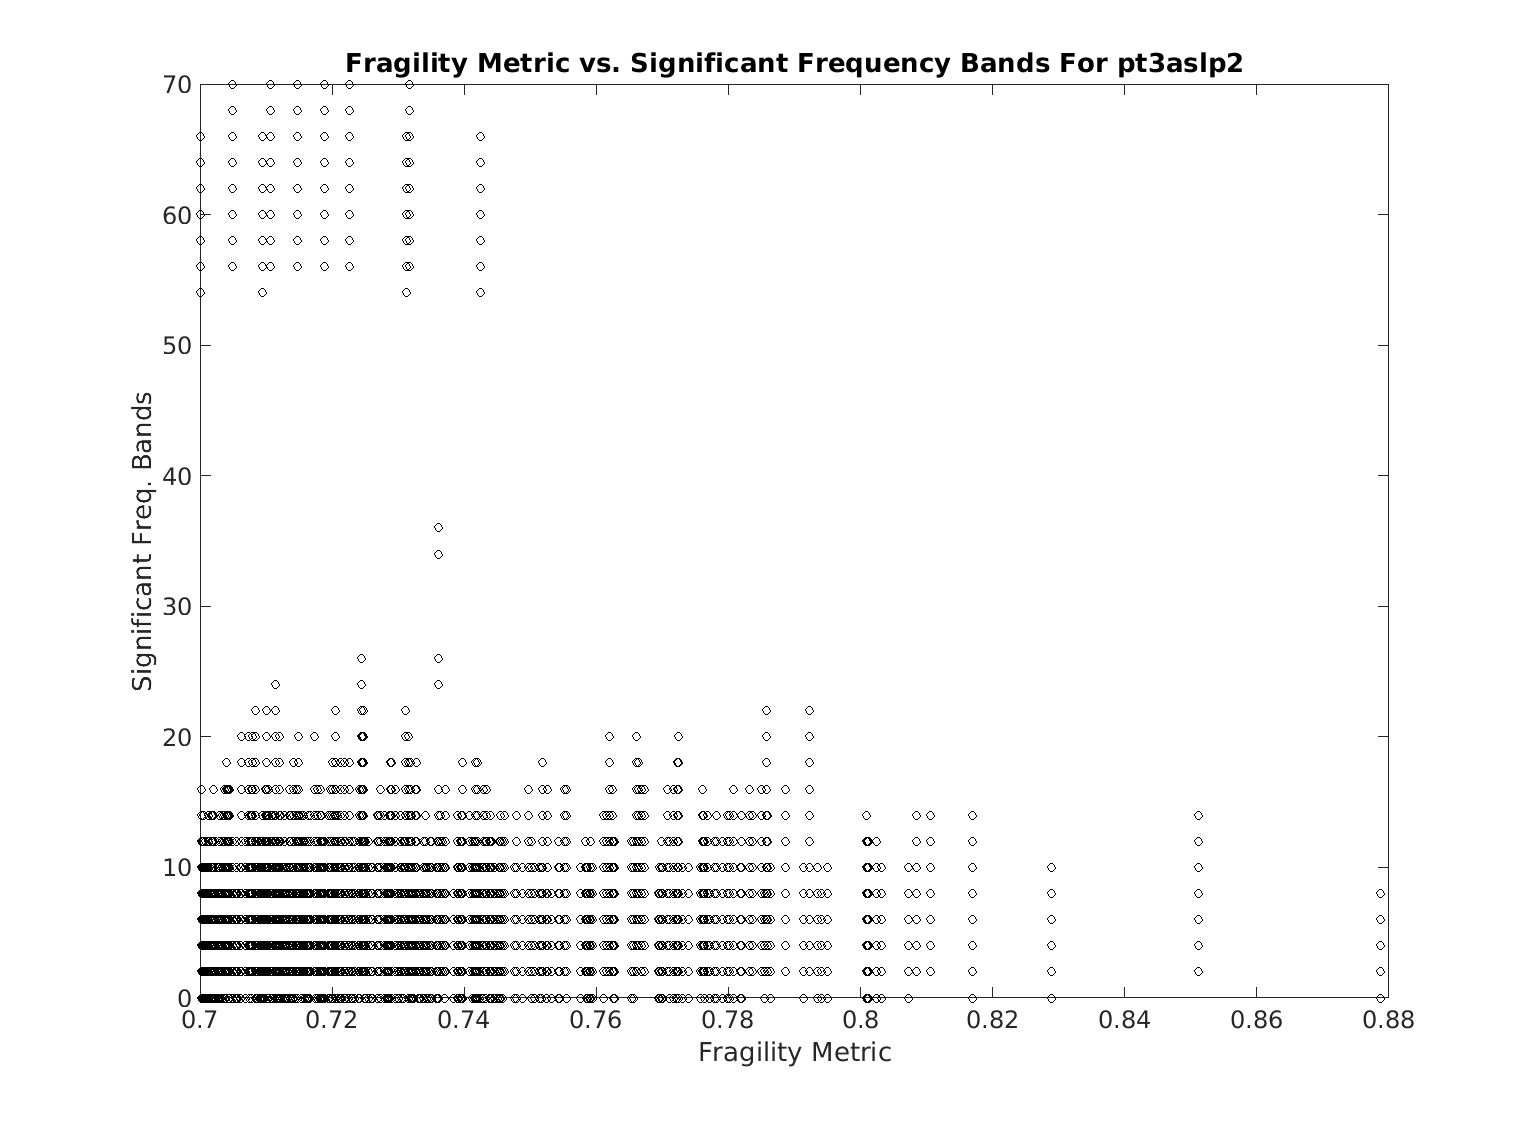 Fragility Metric vs. Significant Frequency Bands For pt3aslp2
70
60
50
40
30
20
10
0
Significant Freq. Bands
0.7 0.72 0.74 0.76 0.78 0.8 0.82 0.84 0.86 0.88
Fragility Metric